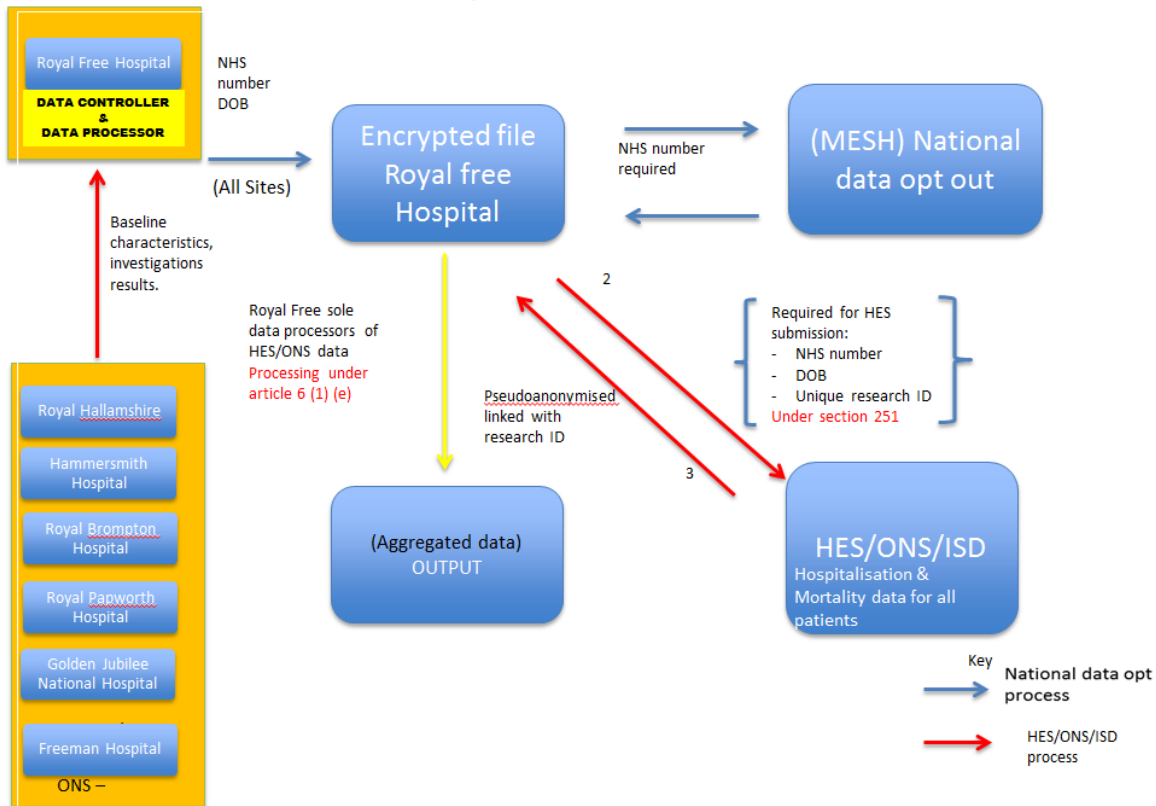 Royal Free Hospital
DATA CONTROLLER
&
DATA PROCESSOR
NHS
number
DOB
(All Sites)
Encrypted file
Royal free
Hospital
NHS number
required
(MESH) National
data opt out
Baseline
characteristics,
investigations
results.
Royal Free sole
data processors of
HES/ONS data
Processing under
article 6 (1) (e)
Pseudoanonymised
linked with
research ID
2
3
Required for HES
submission:
- NHS number
- DOB
- Unique research ID
Under section 251
Royal Hallamshire
Hammersmith
Hospital
Royal Brompton
Hospital
Royal Papworth
Hospital
Golden Jubilee
National Hospital
Freeman Hospital
ONS –
(Aggregated data)
OUTPUT
HES/ONS/ISD
Hospitalisation &
Mortality data for all
patients
Key
National data opt
process
HES/ONS/ISD
process